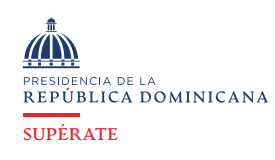 PRESIDENCIA DE LA
REPÚBLICA DOMINICANA
SUPÉRATE